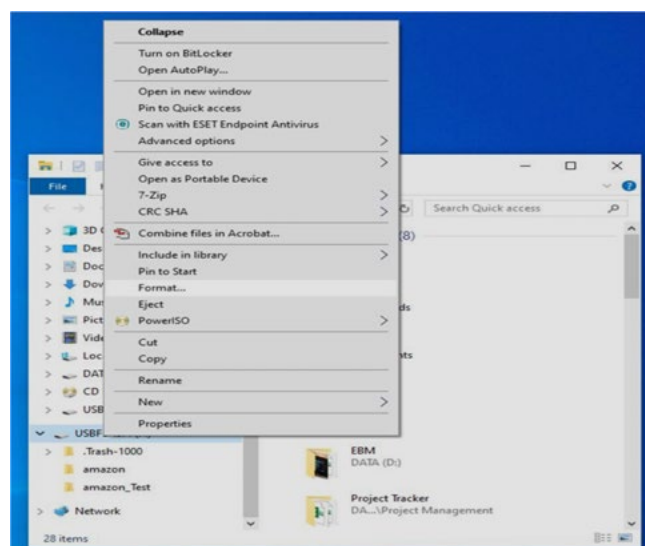 Collapse
Turn on BitLocker
Open AutoPlay...
Open in new window
Pin to Quick access
Scan with ESET Endpoint Antivirus
Advanced options
Give access to
Open as Portable Device
7-Zip
CRC SHA
Combine files in Acrobat...
Include in library
Pin to Start
Format...
Eject
PowerISO
Cut
Copy
Rename
New
Properties
File
Search Quick access
(8)
3D
Des
Doc
Dov
Mus
Pict
Vide
Loc
DAT
CD
USB
.Trash-1000
amazon
amazon_Test
Network
28 items
ds
nts
EBM
DATA (D:)
Project Tracker
DA...\Project Management